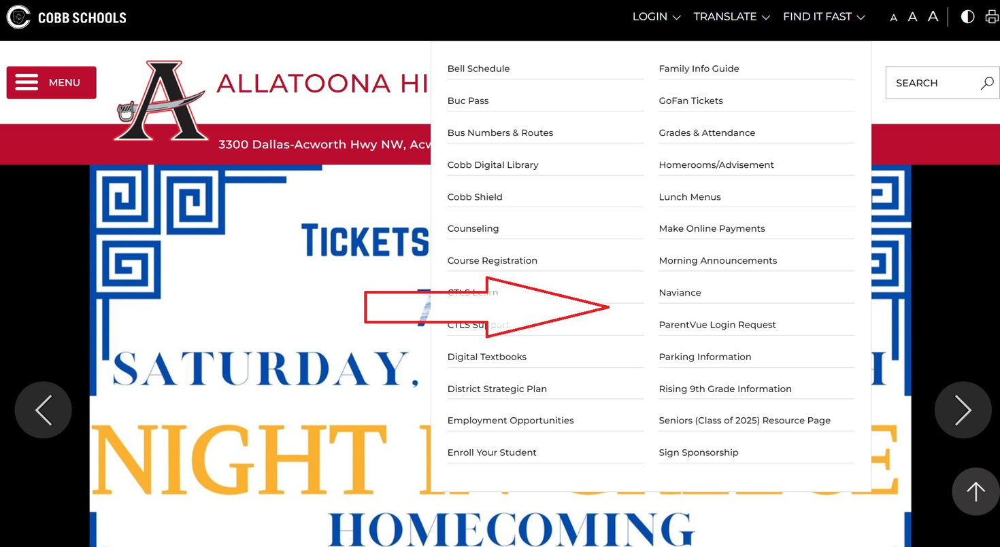 COBB SCHOOLS
LOGIN TRANSLATE FIND IT FAST A A A
MENU
A
ALLATOONA HI
SEARCH
3300 Dallas-Acworth Hwy NW, Acw
Bell Schedule
Buc Pass
Bus Numbers & Routes
Cobb Digital Library
Cobb Shield
Counseling
Course Registration
CTLS Learn
CTLS Support
Digital Textbooks
District Strategic Plan
Employment Opportunities
Enroll Your Student
Family Info Guide
GoFan Tickets
Grades & Attendance
Homerooms/Advisement
Lunch Menus
Make Online Payments
Morning Announcements
Naviance
ParentVue Login Request
Parking Information
Rising 9th Grade Information
Seniors (Class of 2025) Resource Page
Sign Sponsorship
TICKETS
7
SATURDAY, H
NIGHT IN GREECE
HOMECOMING